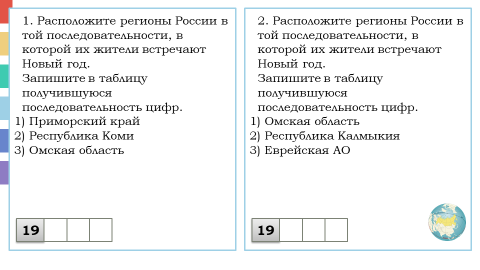 1. Расположите регионы России в
той последовательности, в
которой их жители встречают
Новый год.
Запишите в таблицу
получившуюся
последовательность цифр.
1) Приморский край
2) Республика Коми
3) Омская область
19
2. Расположите регионы России в
той последовательности, в
которой их жители встречают
Новый год.
Запишите в таблицу
получившуюся
последовательность цифр.
1) Омская область
2) Республика Калмыкия
3) Еврейская АО
19